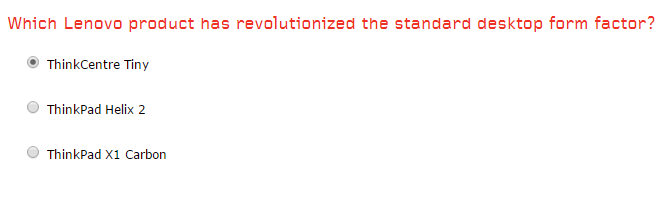 Which Lenovo product has revolutionized the standard desktop form factor?
ThinkCentre Tiny
ThinkPad Helix 2
ThinkPad X1 Carbon